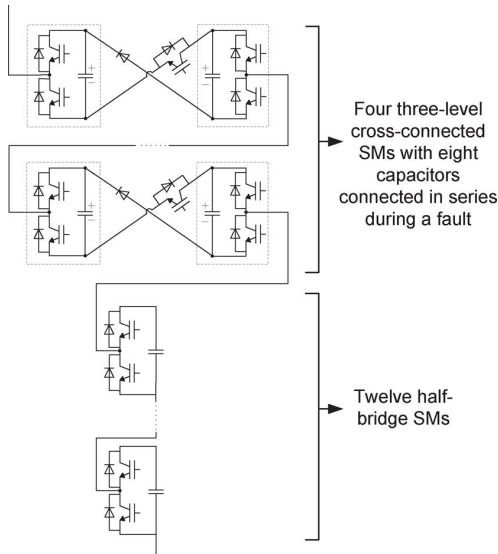 Four three-level
cross-connected
SMs with eight
capacitors
connected in series
during a fault
Twelve half-
bridge SMs